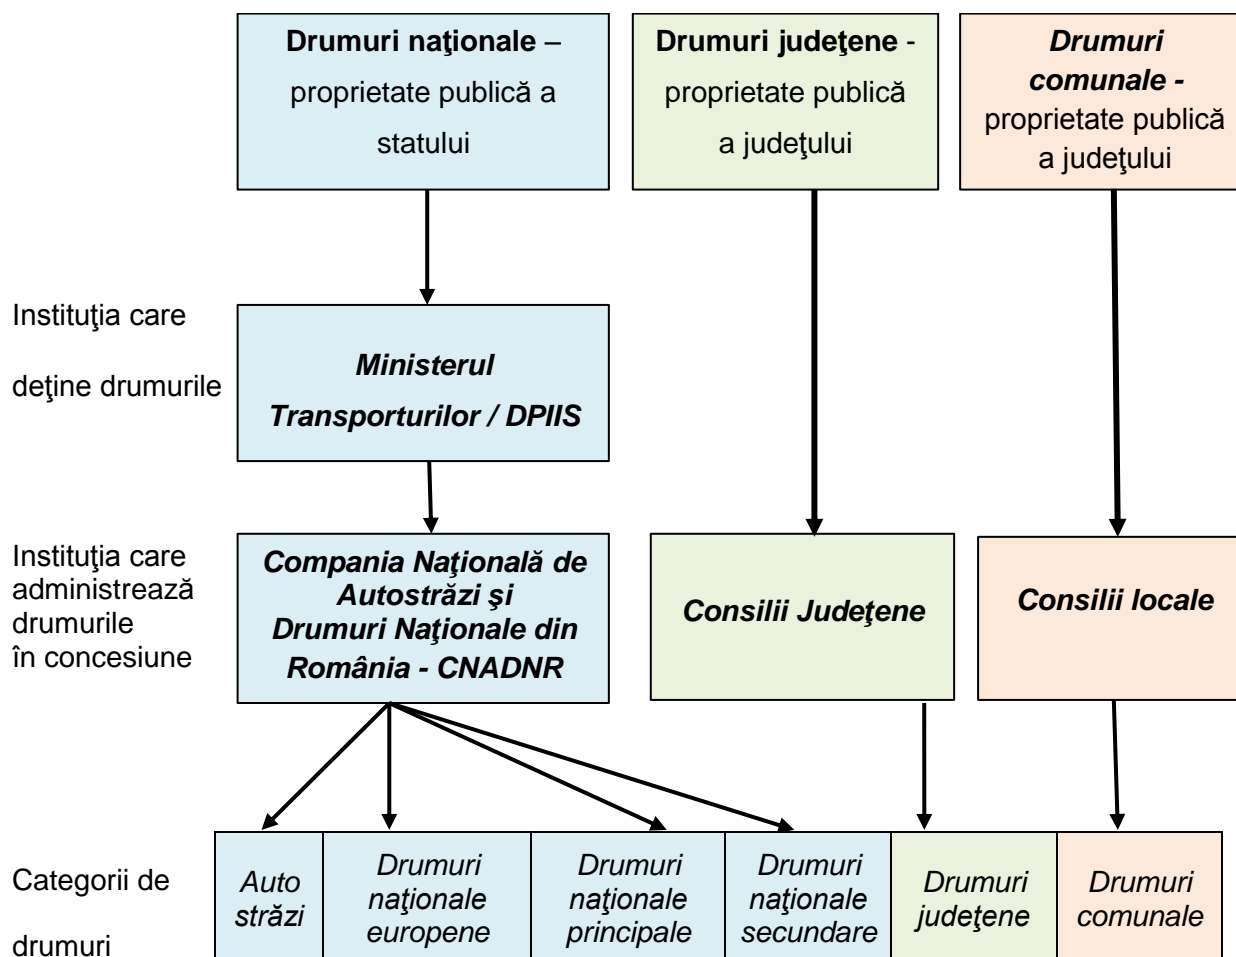 Drumuri naţionale –
proprietate publică a
statului
Drumuri judeţene -
proprietate publică
a judeţului
Drumuri
comunale -
proprietate publică
a judeţului
Instituţia care
deţine drumurile
Ministerul
Transporturilor / DPIIS
Instituţia care
administrează
drumurile
în concesiune
Compania Naţională de
Autostrăzi şi
Drumuri Naţionale din
România - CNADNR
Consilii Judeţene
Consilii locale
Categorii de
drumuri
Auto
străzi
Drumuri
naţionale
europene
Drumuri
naţionale
principale
Drumuri
naţionale
secundare
Drumuri
judeţene
Drumuri
comunale